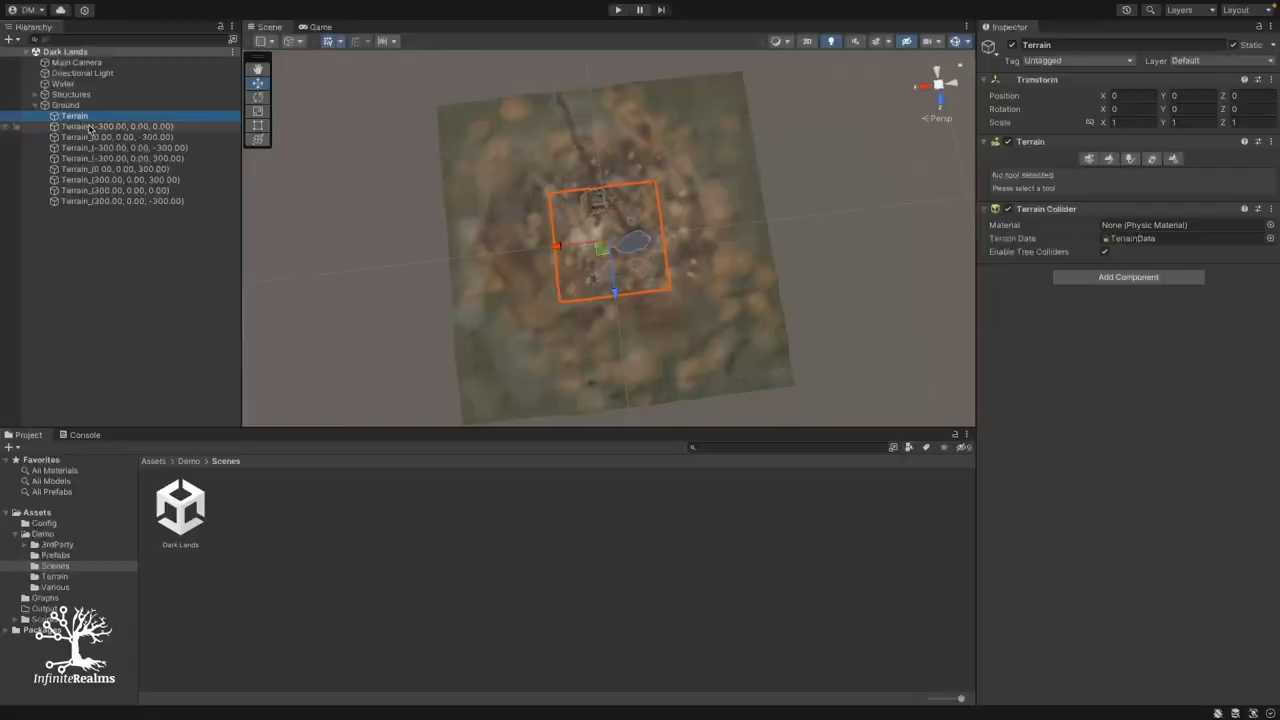 DM
Layers
Layout
Hierarchy
All
Dark Lands
Main Camera
Directional Light
Water
Structures
Ground
Terrain
Terrain_(-300.00, 0.00, 0.00)
Terrain_(0.00, 0.00, -300.00)
Terrain_(-300.00, 0.00, -300.00)
Terrain_(-300.00, 0.00, 300.00)
Terrain_(0.00, 0.00, 300.00)
Terrain_(300.00, 0.00, 300.00)
Terrain_(300.00, 0.00, 0.00)
Terrain_(300.00, 0.00, -300.00)
Scene
Game
2D
x
z
Persp
Inspector
Terrain
Static
Tag Untagged
Layer Default
Transform
Position X 0 Y 0 Z 0
Rotation X 0 Y 0 Z 0
Scale X 1 Y 1 Z 1
Terrain
No tool selected
Please select a tool
Terrain Collider
Material None (Physic Material)
Terrain Data TerrainData
Enable Tree Colliders
Add Component
Project
Console
9
Favorites
All Materials
All Models
All Prefabs
Assets
Config
Demo
3rdParty
Prefabs
Scenes
Terrain
Various
Graphs
Output
Assets > Demo > Scenes
Dark Lands
InfiniteRealms